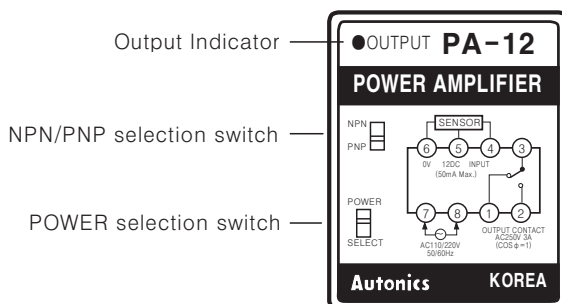 Output Indicator
●OUTPUT PA-12
POWER AMPLIFIER
NPN/PNP selection switch
NPN
PNP
SENSOR
6 5 4 3
0V 12DC INPUT
(50mA Max.)
POWER selection switch
POWER
SELECT
7 8 1 2
AC110/220V
50/60Hz
OUTPUT CONTACT
AC250V 3A
(COS φ=1)
Autonics KOREA